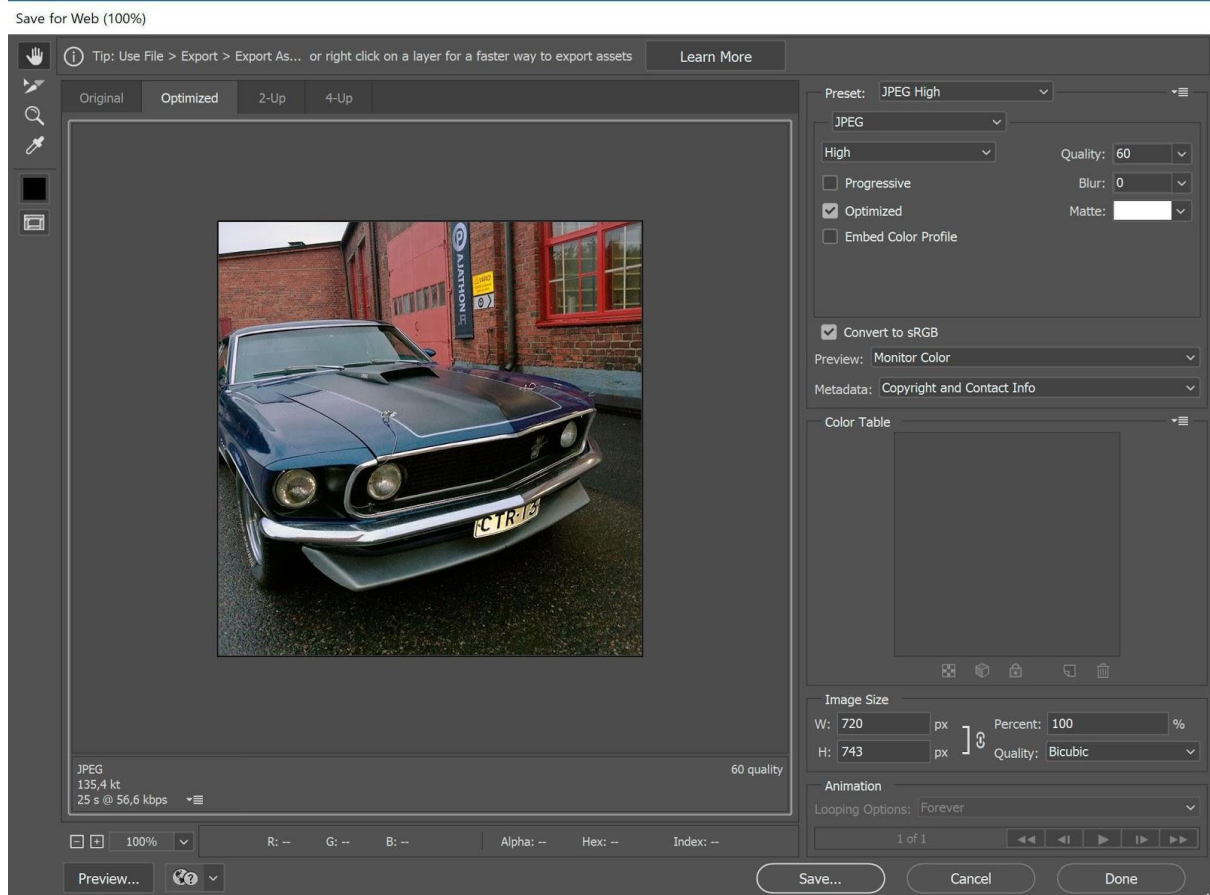 Save for Web (100%)
Tip: Use File > Export > Export As... or right click on a layer for a faster way to export assets
Learn More
Original Optimized 2-Up 4-Up
AJATHON
CTR-13
JPEG
135,4 kt
25 s @ 56,6 kbps
60 quality
100% R: -- G: -- B: -- Alpha: -- Hex: -- Index: --
Preview...
Preset: JPEG High
JPEG
High Quality: 60
Progressive Blur: 0
Optimized Matte:
Embed Color Profile
Convert to sRGB
Preview: Monitor Color
Metadata: Copyright and Contact Info
Color Table
Image Size
W: 720 px Percent: 100 %
H: 743 px Quality: Bicubic
Animation
Looping Options: Forever
1 of 1
Save... Cancel Done